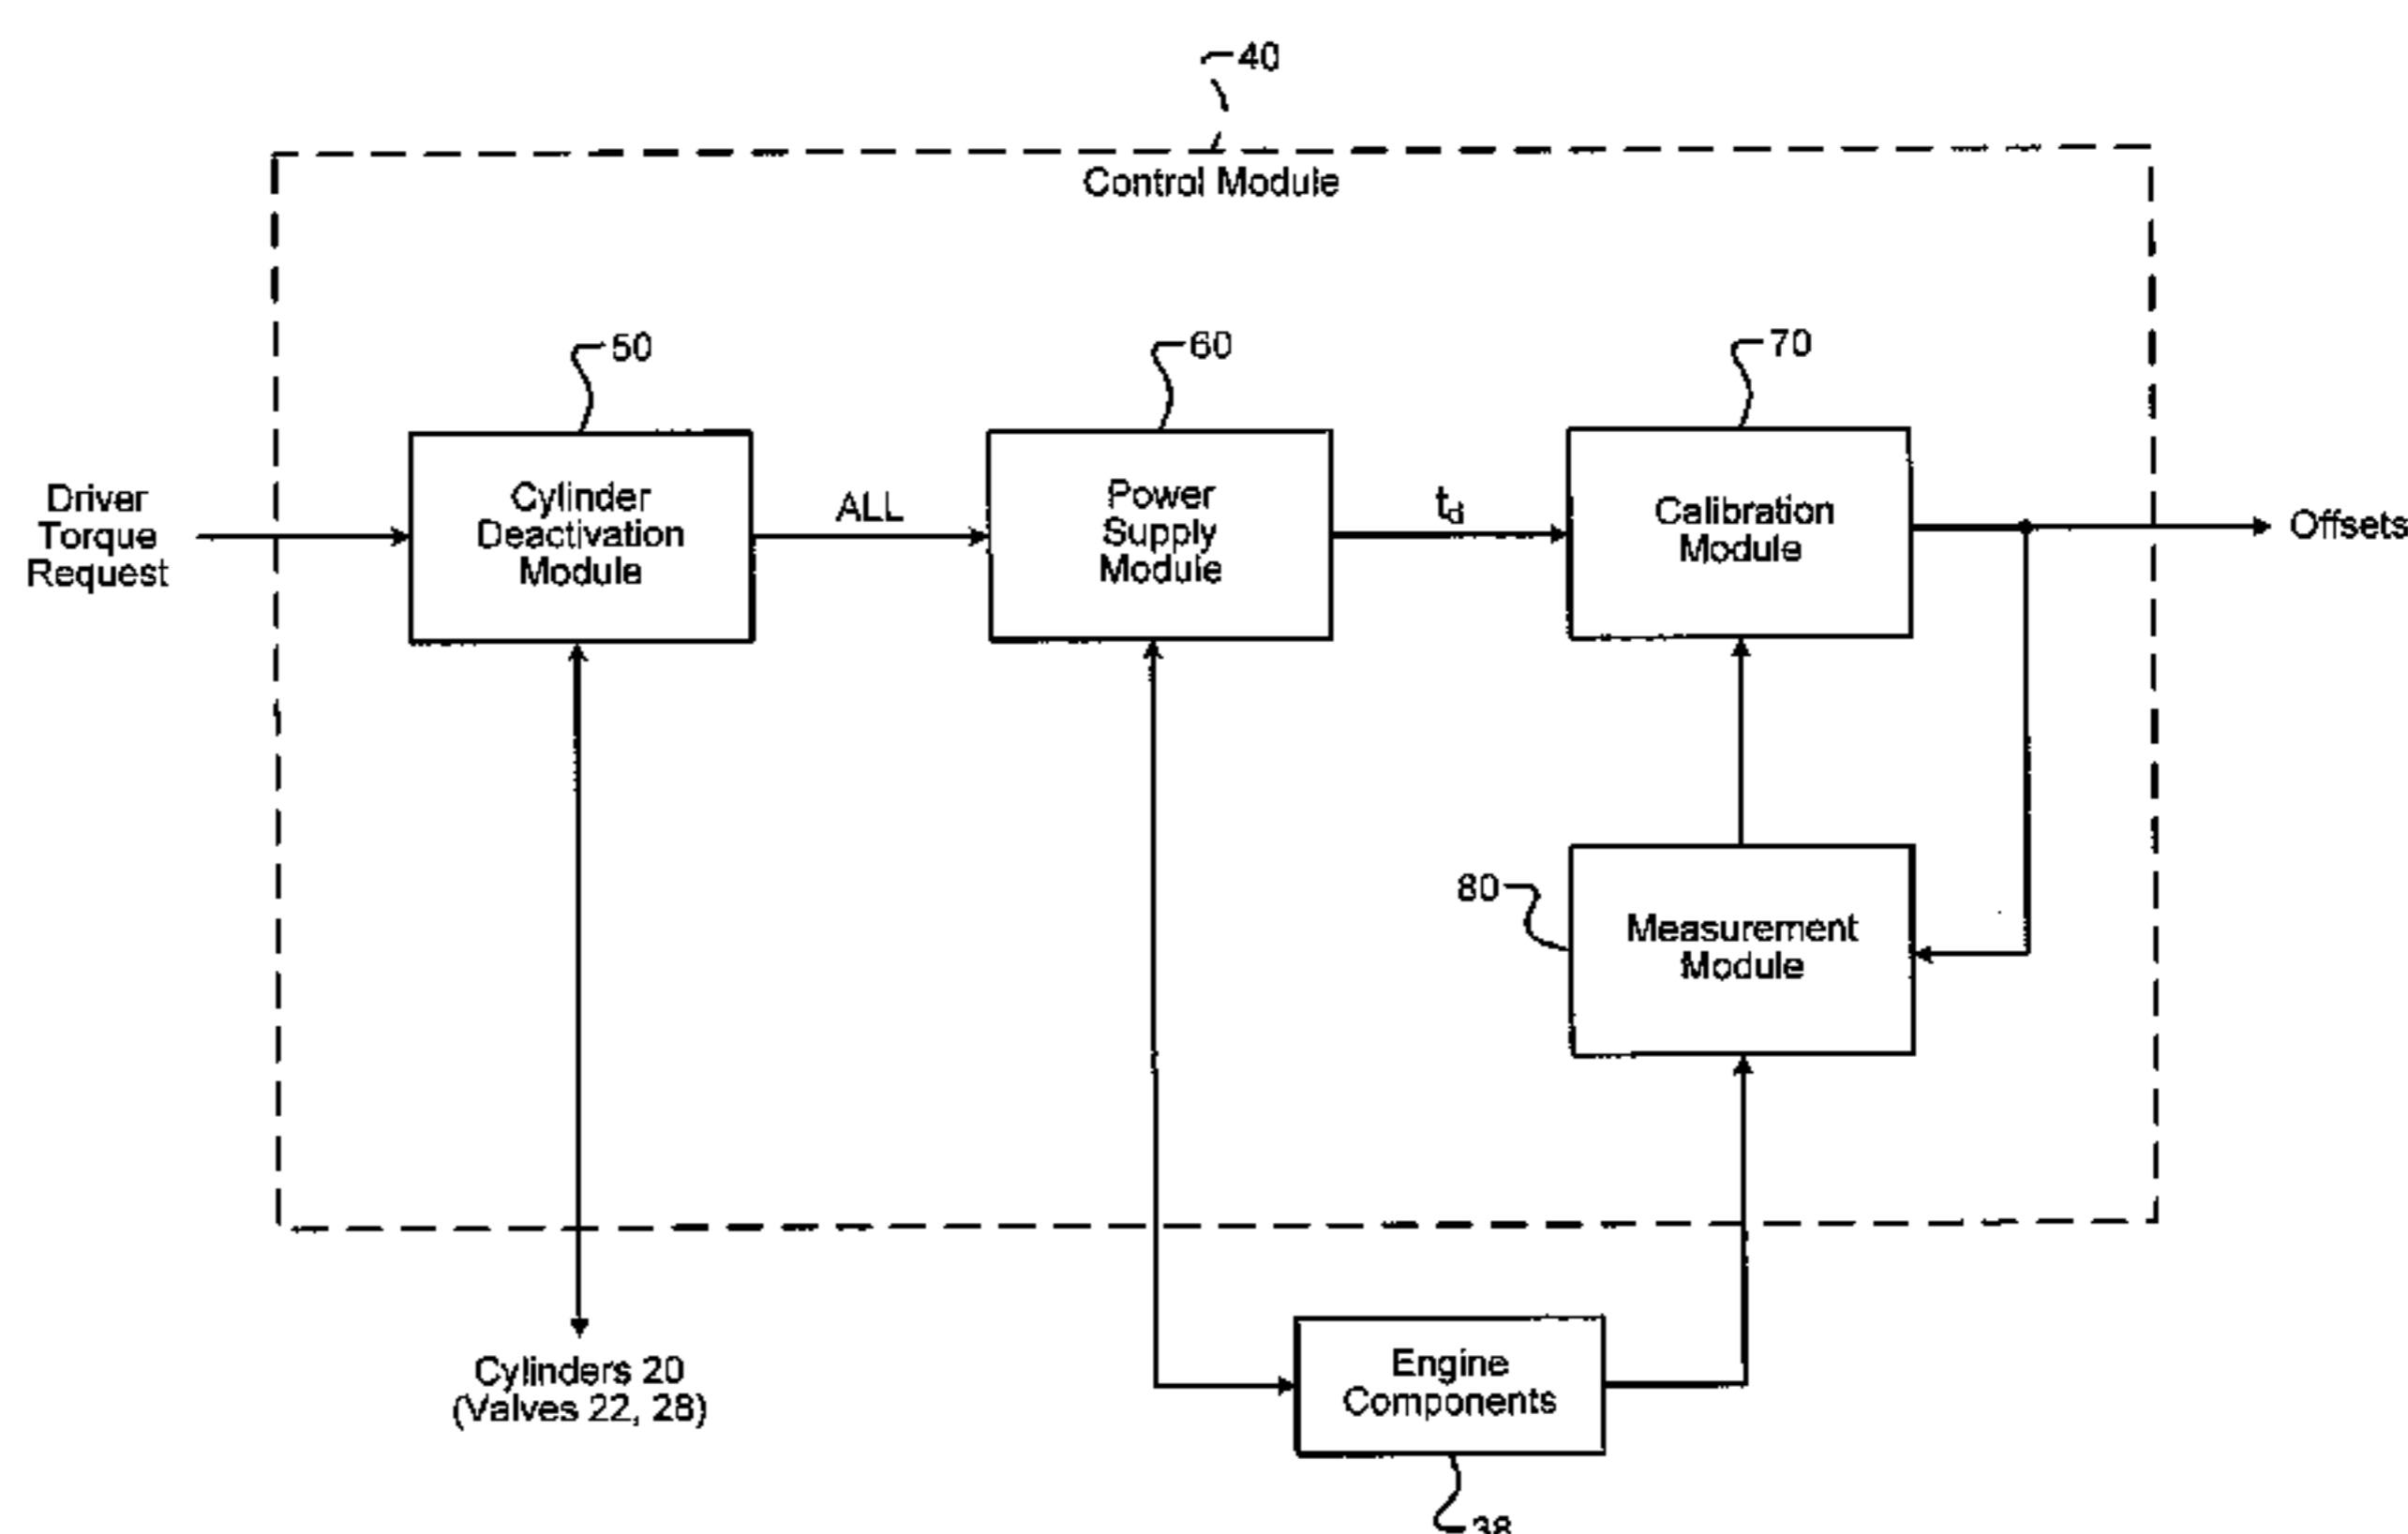 40
Control Module
50
60
70
Driver
Torque
Request
Cylinder
Deactivation
Module
ALL
Power
Supply
Module
td
Calibration
Module
Offsets
80
Measurement
Module
Cylinders 20
(Valves 22, 28)
Engine
Components
38